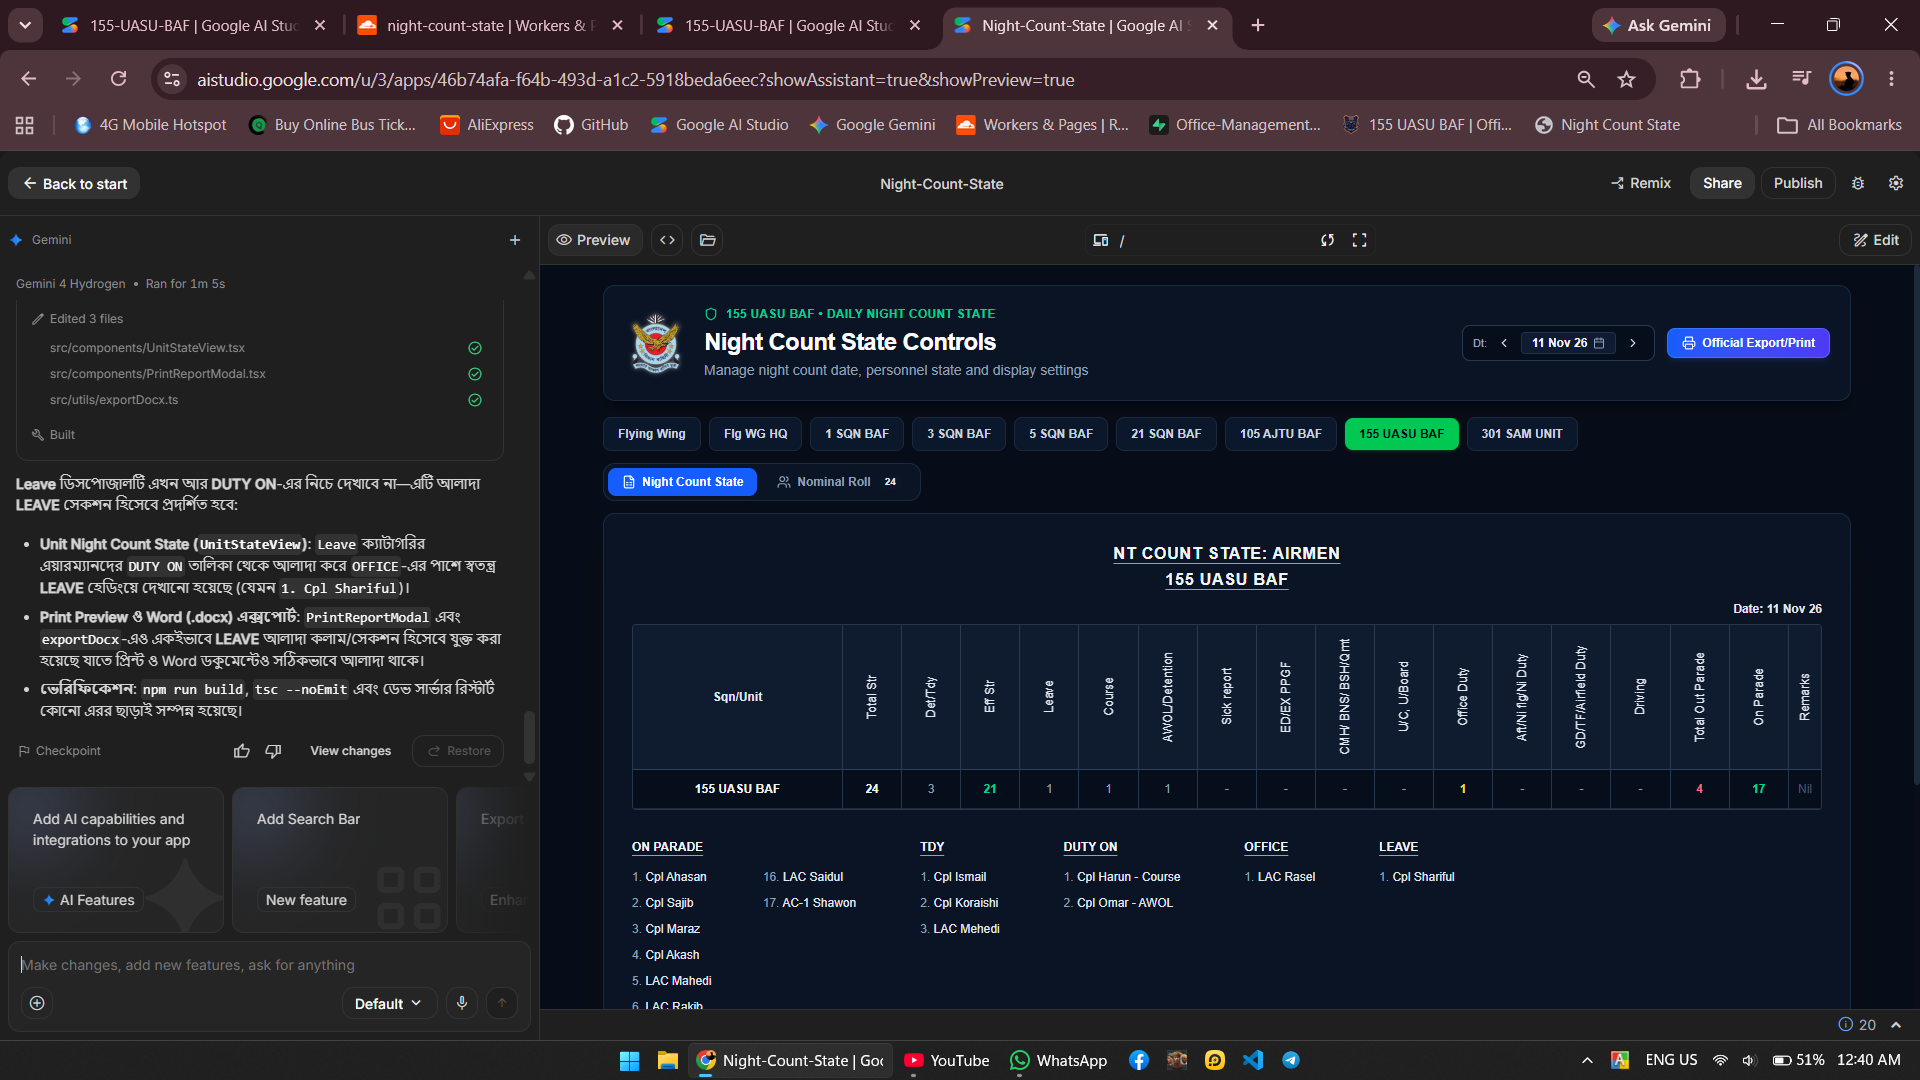 155-UASU-BAF | Google AI Stuc
night-count-state | Workers & P
155-UASU-BAF | Google AI Stuc
Night-Count-State | Google AI S
Ask Gemini
aistudio.google.com/u/3/apps/46b74afa-f64b-493d-a1c2-5918beda6eec?showAssistant=true&showPreview=true
4G Mobile Hotspot
Buy Online Bus Tick...
AliExpress
GitHub
Google AI Studio
Google Gemini
Workers & Pages | R...
Office-Management...
155 UASU BAF | Offi...
Night Count State
All Bookmarks
Back to start
Night-Count-State
Remix
Share
Publish
Gemini
Preview
/
Edit
Gemini 4 Hydrogen • Ran for 1m 5s
Edited 3 files
src/components/UnitStateView.tsx
src/components/PrintReportModal.tsx
src/utils/exportDocx.ts
Built
Leave ডিসপোজালটি এখন আর DUTY ON-এর নিচে দেখাবে না—এটি আলাদা
LEAVE সেকশন হিসেবে প্রদর্শিত হবে:
• Unit Night Count State (UnitStateView): Leave ক্যাটাগরির
এয়ারম্যানদের DUTY ON তালিকা থেকে আলাদা করে OFFICE-এর পাশে স্বতন্ত্র
LEAVE হেডিংয়ে দেখানো হয়েছে (যেমন 1. Cpl Shariful)।
• Print Preview ও Word (.docx) এক্সপোর্ট: PrintReportModal এবং
exportDocx-এও একইভাবে LEAVE আলাদা কলাম/সেকশন হিসেবে যুক্ত করা
হয়েছে যাতে প্রিন্ট ও Word ডকুমেন্টেও সঠিকভাবে আলাদা থাকে।
• ভেরিফিকেশন: npm run build, tsc --noEmit এবং ডেভ সার্ভার রিস্টার্ট
কোনো এরর ছাড়াই সম্পন্ন হয়েছে।
Checkpoint
View changes
Restore
Add AI capabilities and
integrations to your app
AI Features
Add Search Bar
New feature
Export
Enhan
Make changes, add new features, ask for anything
Default
155 UASU BAF • DAILY NIGHT COUNT STATE
Night Count State Controls
Manage night count date, personnel state and display settings
Dt:
11 Nov 26
Official Export/Print
Flying Wing
Flg WG HQ
1 SQN BAF
3 SQN BAF
5 SQN BAF
21 SQN BAF
105 AJTU BAF
155 UASU BAF
301 SAM UNIT
Night Count State
Nominal Roll 24
NT COUNT STATE: AIRMEN
155 UASU BAF
Date: 11 Nov 26
Sqn/Unit
Total Str
Det/Tdy
Eff Str
Leave
Course
AWOL/Detention
Sick report
ED/EX PPGF
CMH/ BNS/ BSH/Qrnt
U/C, U/Board
Office Duty
Aft/Ni flg/Ni Duty
GD/TF/Airfield Duty
Driving
Total Out Parade
On Parade
Remarks
155 UASU BAF 24 3 21 1 1 1 - - - - 1 - - - 4 17 Nil
ON PARADE
1. Cpl Ahasan
2. Cpl Sajib
3. Cpl Maraz
4. Cpl Akash
5. LAC Mahedi
6. LAC Rakib
16. LAC Saidul
17. AC-1 Shawon
TDY
1. Cpl Ismail
2. Cpl Koraishi
3. LAC Mehedi
DUTY ON
1. Cpl Harun - Course
2. Cpl Omar - AWOL
OFFICE
1. LAC Rasel
LEAVE
1. Cpl Shariful
20
Night-Count-State | Goo
YouTube
WhatsApp
ENG US
51%
12:40 AM